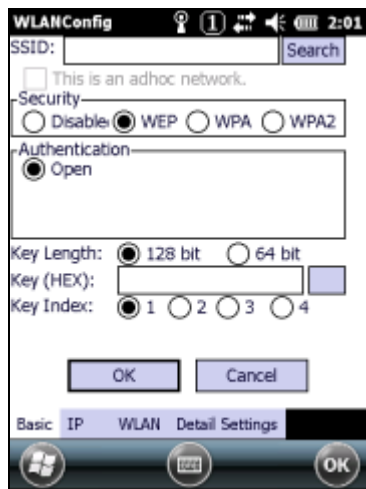 WLANConfig 1 2:01
SSID: Search
This is an adhoc network.
Security
Disable WEP WPA WPA2
Authentication
Open
Key Length: 128 bit 64 bit
Key (HEX):
Key Index: 1 2 3 4
OK Cancel
Basic IP WLAN Detail Settings
OK